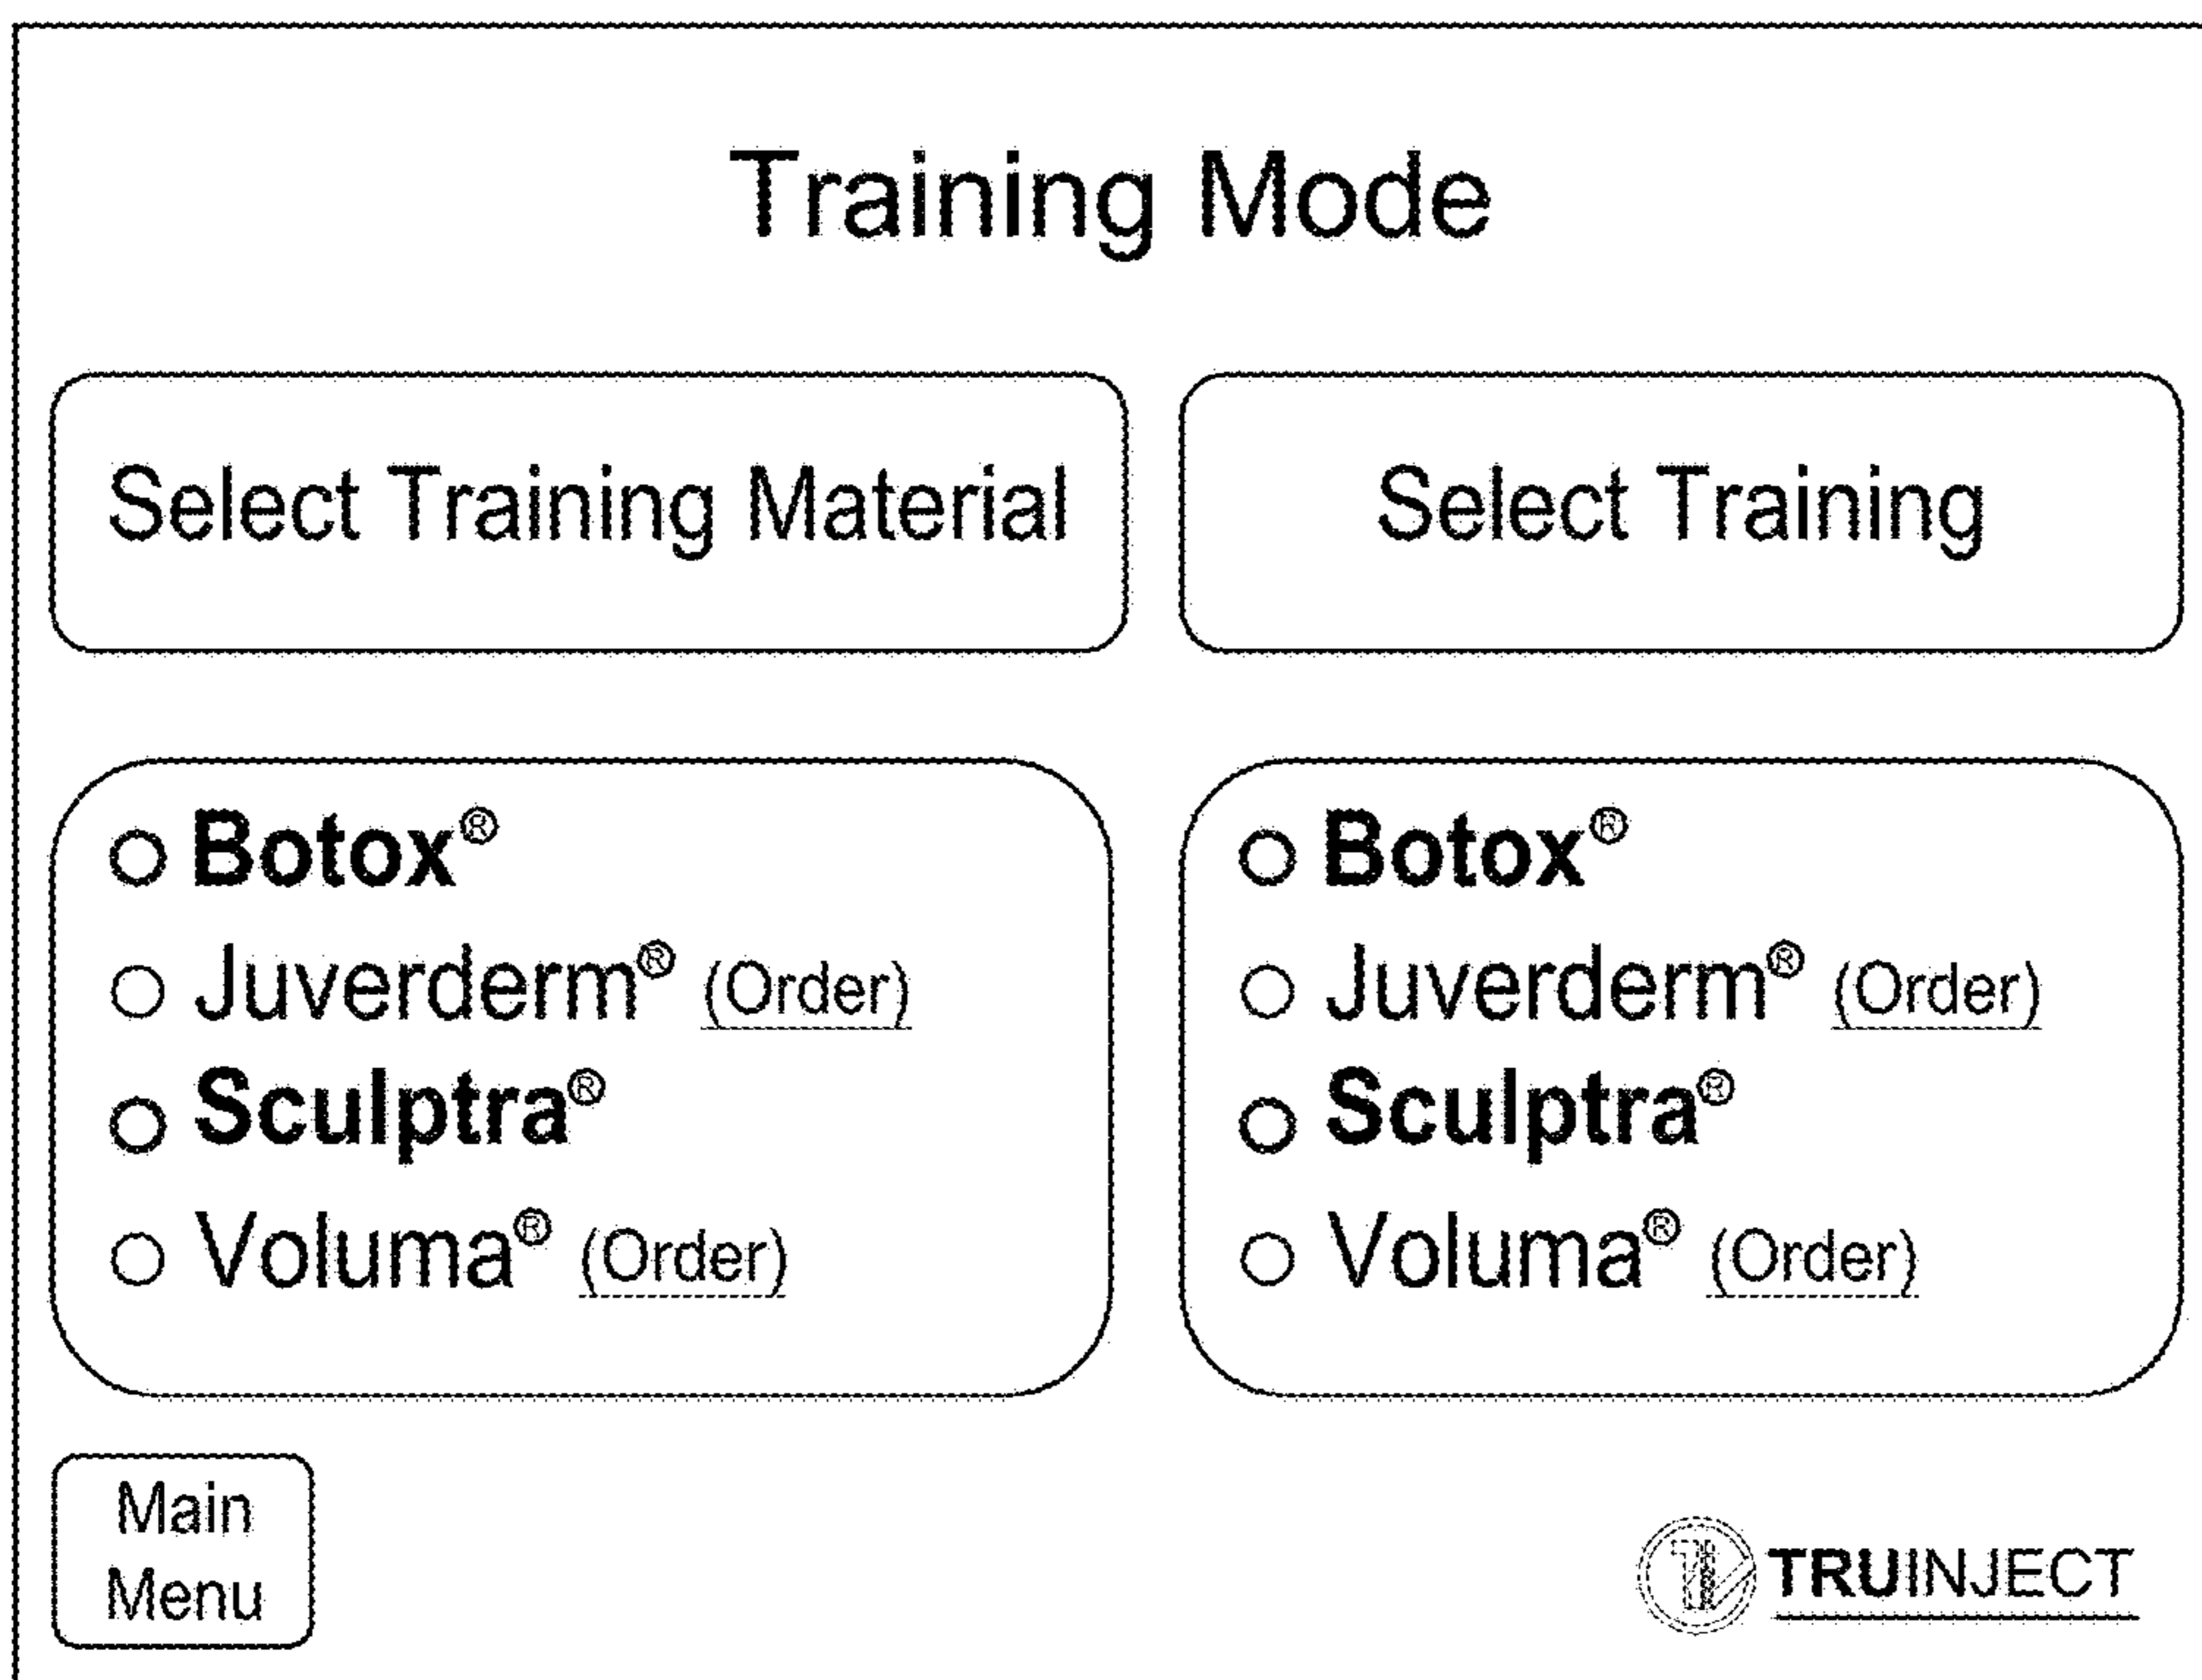 Training Mode
Select Training Material
Select Training
Botox®
Juverderm® (Order)
Sculptra®
Voluma® (Order)
Botox®
Juverderm® (Order)
Sculptra®
Voluma® (Order)
Main
Menu
TRUINJECT